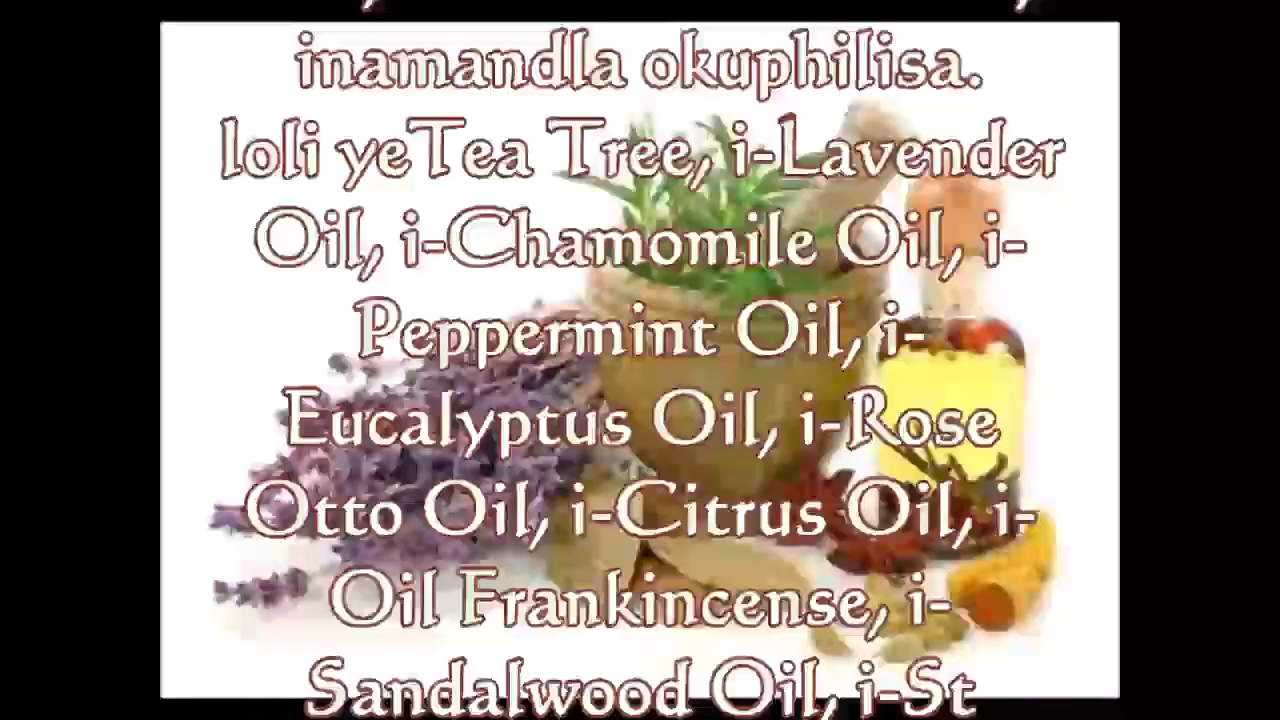 inamandla okuphilisa.
loli yeTea Tree, i-Lavender
Oil, i-Chamomile Oil, i-
Peppermint Oil, i-
Eucalyptus Oil, i-Rose
Otto Oil, i-Citrus Oil, i-
Oil Frankincense, i-
Sandalwood Oil, i-St